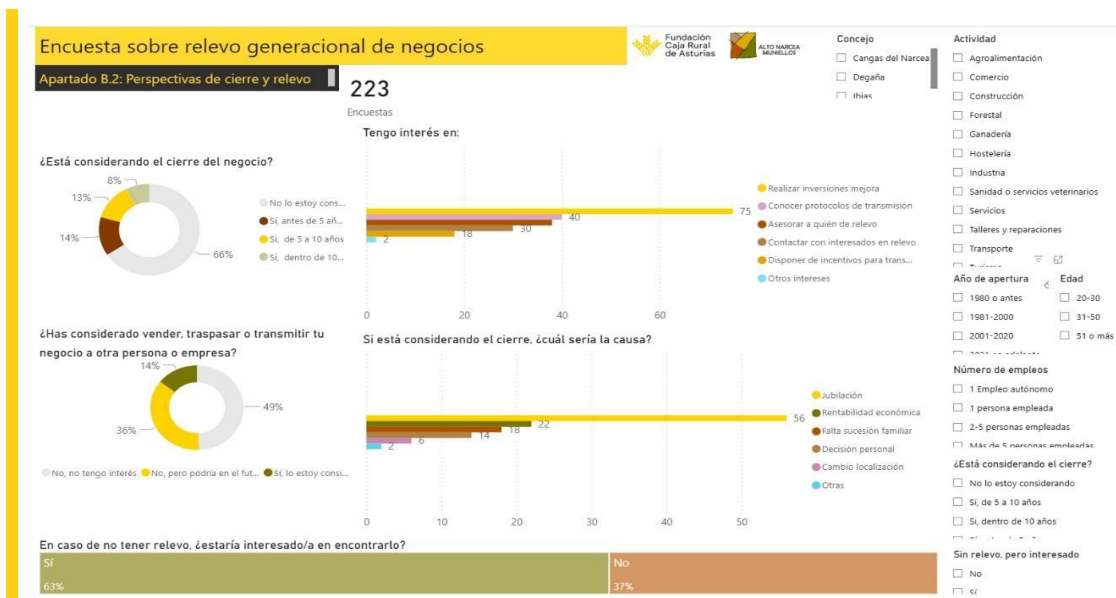 Encuesta sobre relevo generacional de negocios
Fundación
Caja Rural
de Asturias
ALTO NARCEA
MUNIELLOS
Apartado B.2: Perspectivas de cierre y relevo
223
Encuestas
Concejo
Cangas del Narcea
Degaña
Ibias
Actividad
Agroalimentación
Comercio
Construcción
Forestal
Ganadería
Hostelería
Industria
Sanidad o servicios veterinarios
Servicios
Talleres y reparaciones
Transporte
¿Está considerando el cierre del negocio?
8%
13%
14%
66%
No lo estoy cons...
Sí, antes de 5 añ...
Si, de 5 a 10 años
Si, dentro de 10...
Tengo interés en:
75
40
30
18
2
0 20 40 60
Realizar inversiones mejora
Conocer protocolos de transmisión
Asesorar a quién de relevo
Contactar con interesados en relevo
Disponer de incentivos para trans...
Otros intereses
Año de apertura
1980 o antes
1981-2000
2001-2020
Edad
20-30
31-50
51 o más
¿Has considerado vender, traspasar o transmitir tu
negocio a otra persona o empresa?
14%
36%
49%
No, no tengo interés No, pero podría en el fut... Sí, lo estoy consi...
Si está considerando el cierre, ¿cuál sería la causa?
56
22
18
14
6
2
0 10 20 30 40 50
Jubilación
Rentabilidad económica
Falta sucesión familiar
Decisión personal
Cambio localización
Otras
Número de empleos
1 Empleo autónomo
1 persona empleada
2-5 personas empleadas
Más de 5 personas empleadas
¿Está considerando el cierre?
No lo estoy considerando
Si, de 5 a 10 años
Si, dentro de 10 años
Sin relevo, pero interesado
No
Sí
En caso de no tener relevo, ¿estaría interesado/a en encontrarlo?
Sí
63%
No
37%